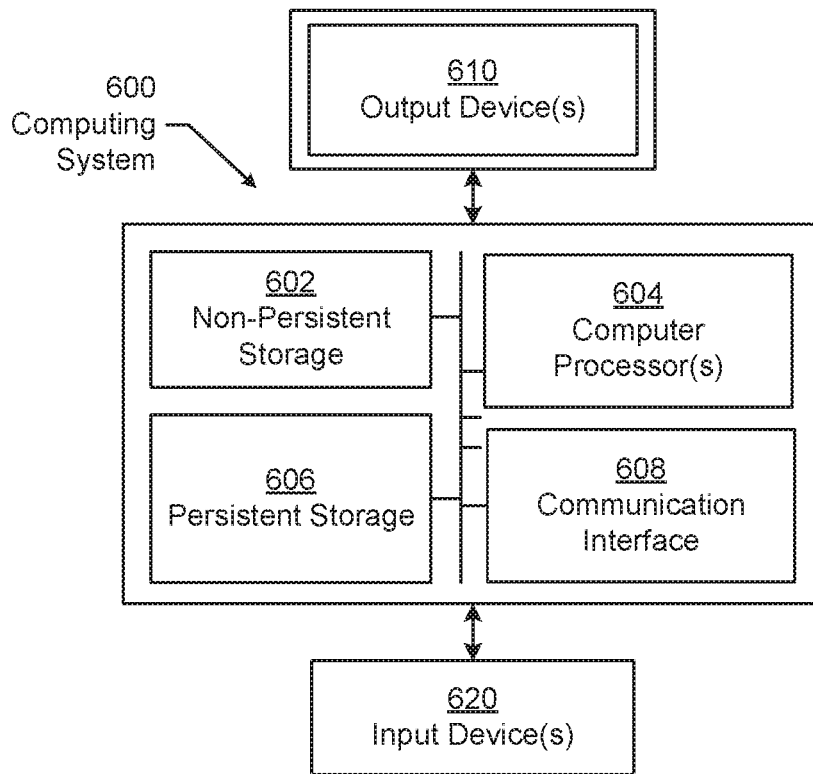 610
Output Device(s)
600
Computing
System
602
Non-Persistent
Storage
604
Computer
Processor(s)
606
Persistent Storage
608
Communication
Interface
620
Input Device(s)